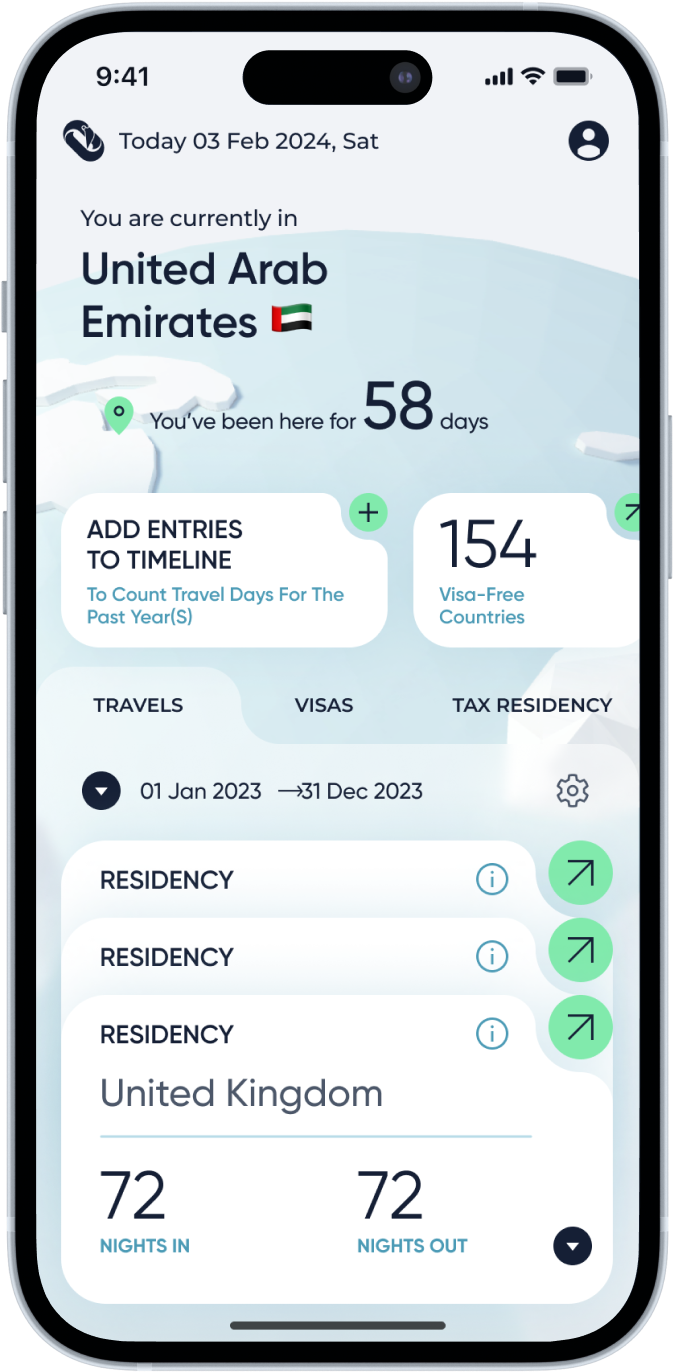 9:41
Today 03 Feb 2024, Sat
You are currently in
United Arab
Emirates
You've been here for 58 days
ADD ENTRIES
TO TIMELINE
To Count Travel Days For The
Past Year(S)
154
Visa-Free
Countries
TRAVELS VISAS TAX RESIDENCY
01 Jan 2023 →31 Dec 2023
RESIDENCY
RESIDENCY
RESIDENCY
United Kingdom
72 72
NIGHTS IN NIGHTS OUT